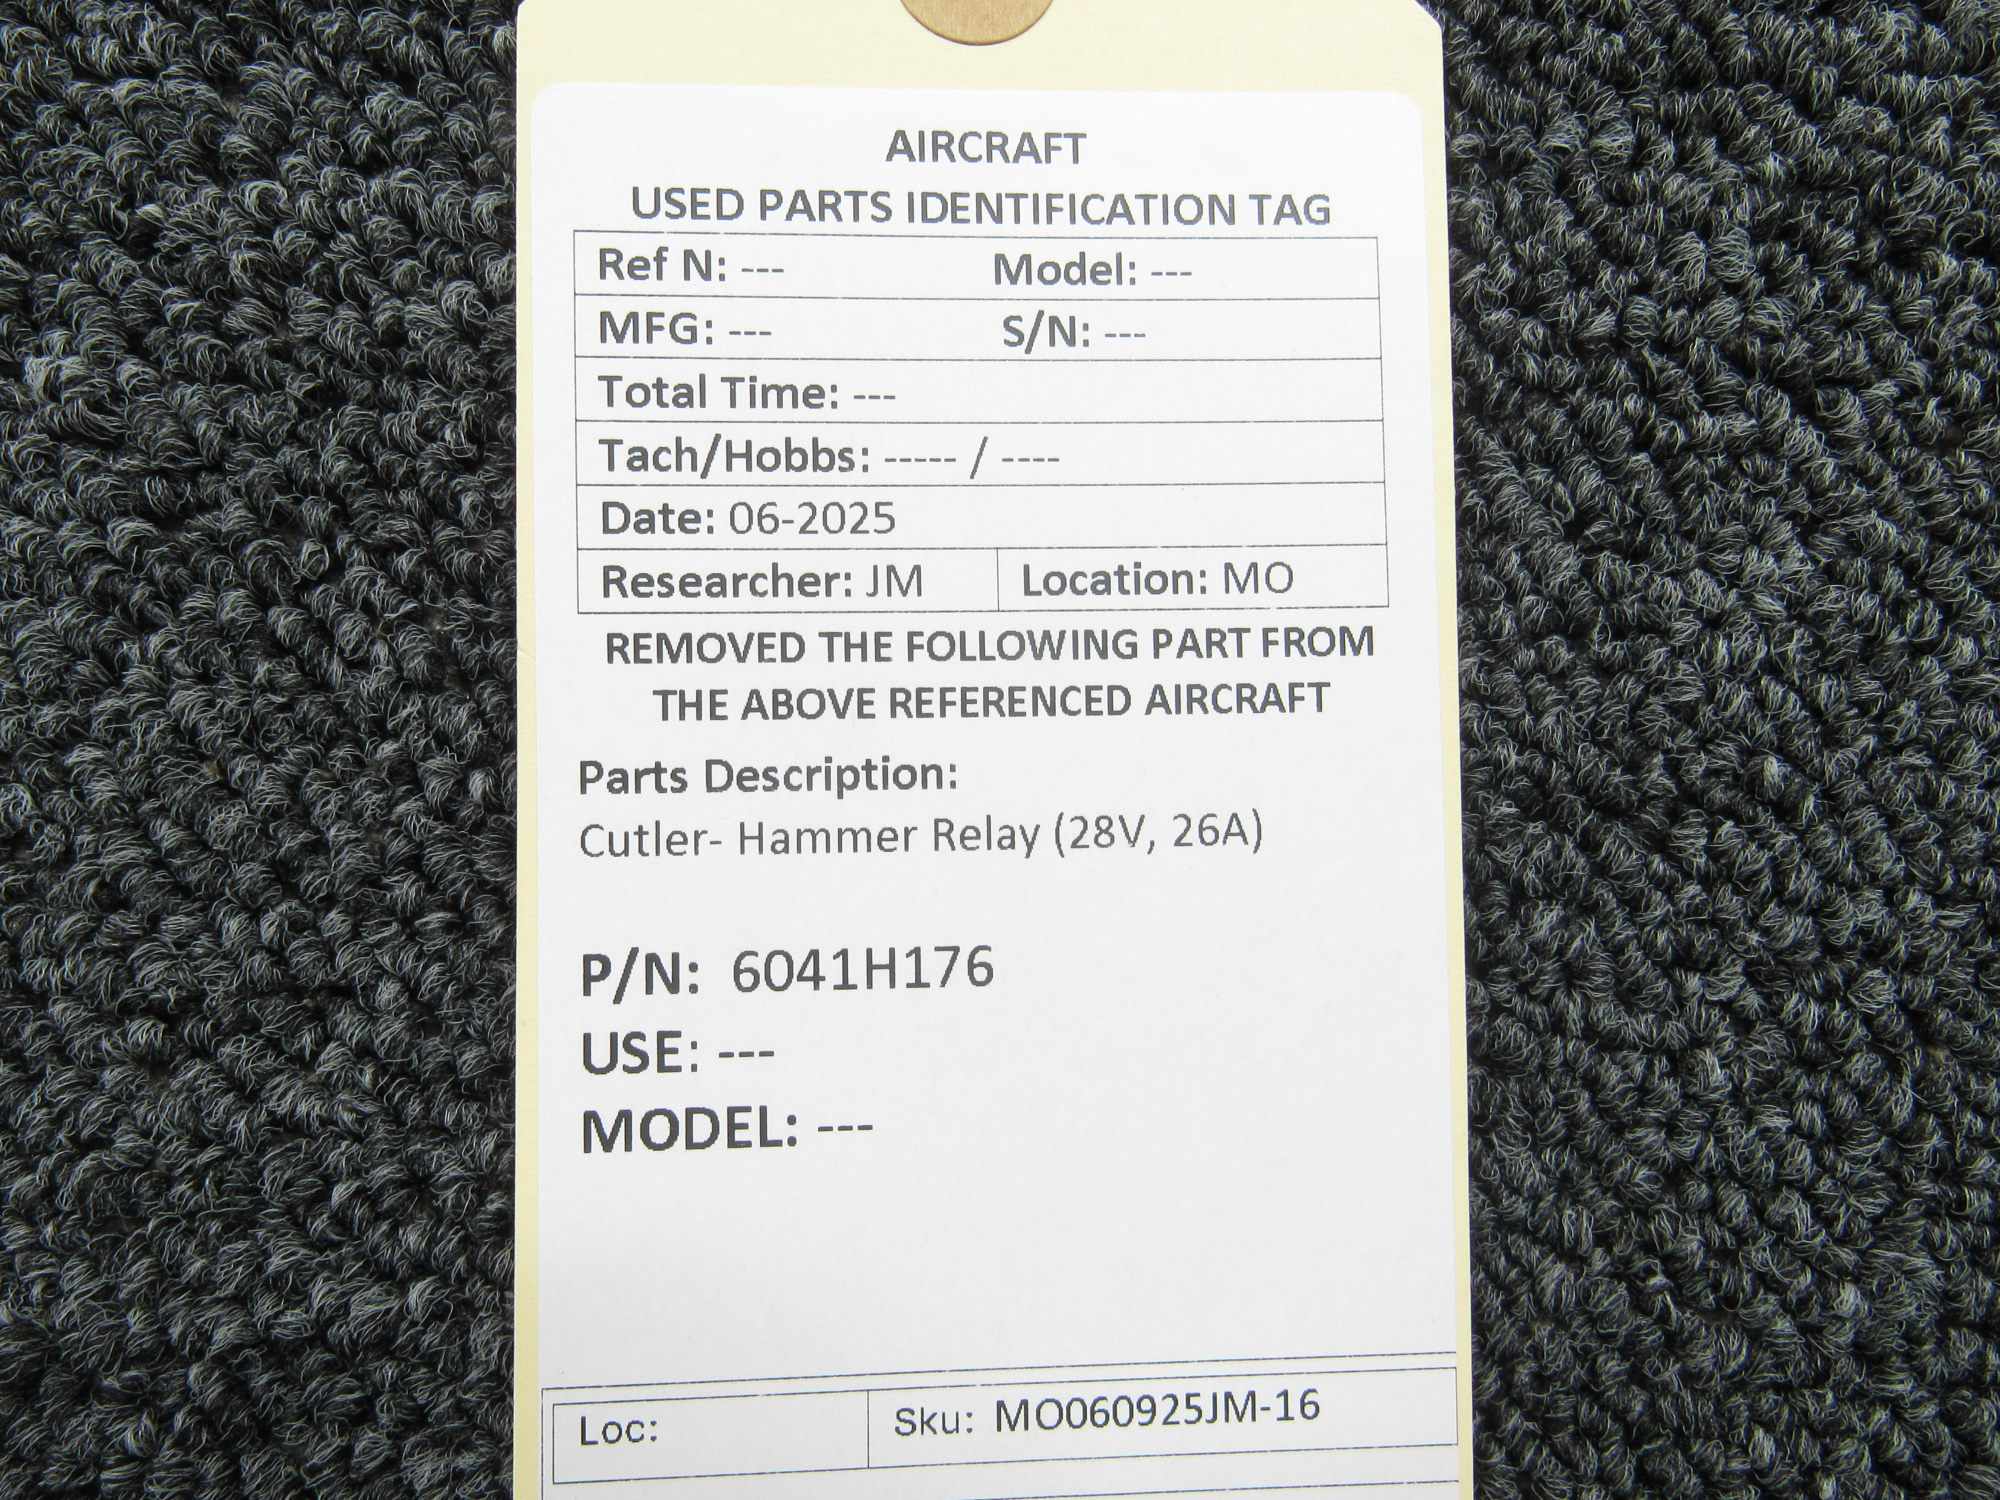 AIRCRAFT
USED PARTS IDENTIFICATION TAG
Ref N: --- Model: ---
MFG: --- S/N: ---
Total Time: ---
Tach/Hobbs: ----- / ----
Date: 06-2025
Researcher: JM Location: MO
REMOVED THE FOLLOWING PART FROM
THE ABOVE REFERENCED AIRCRAFT
Parts Description:
Cutler- Hammer Relay (28V, 26A)
P/N: 6041H176
USE: ---
MODEL: ---
Loc: Sku: MO060925JM-16